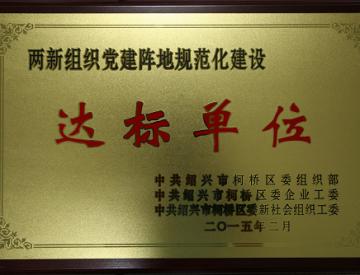 两新组织党建阵地规范化建设
达标单位
中共绍兴市柯桥区委组织部
中共绍兴市柯桥区委企业工委
中共绍兴市柯桥区委新社会组织工委
二〇一五年二月